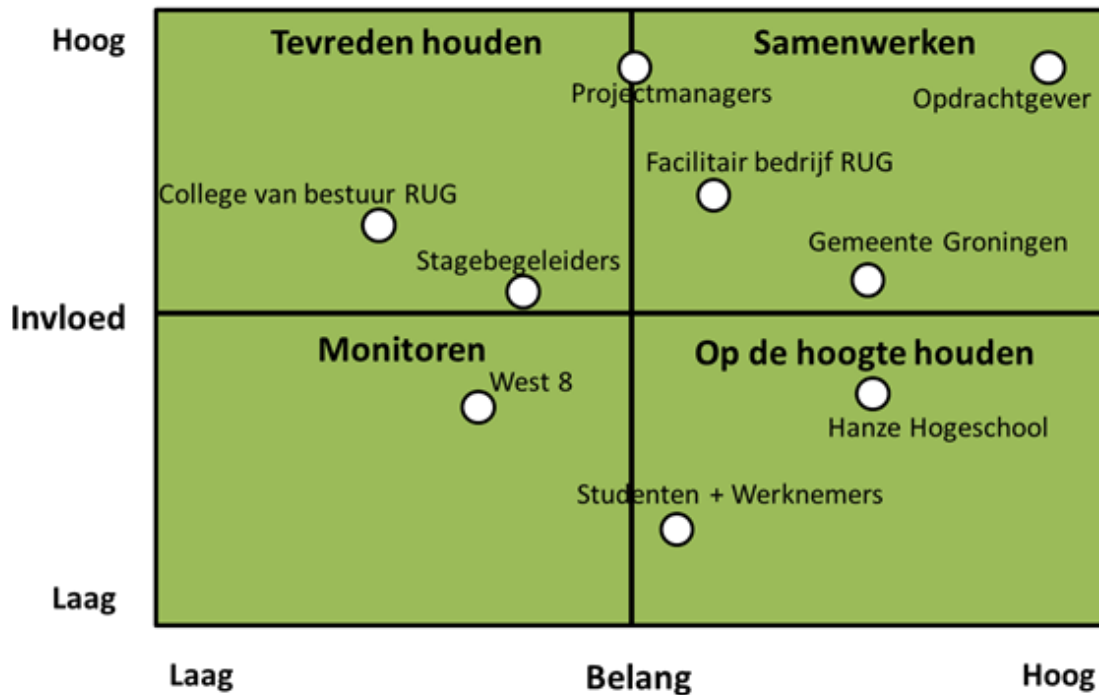 Hoog
Tevreden houden
Samenwerken
Projectmanagers
Opdrachtgever
Facilitair bedrijf RUG
College van bestuur RUG
Gemeente Groningen
Stagebegeleiders
Invloed
Monitoren
Op de hoogte houden
West 8
Hanze Hogeschool
Studenten + Werknemers
Laag
Laag
Belang
Hoog